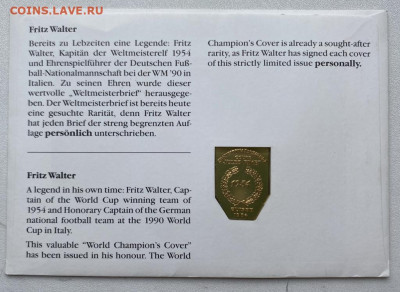 COINS.LAVE.RU
Fritz Walter
Bereits zu Lebzeiten eine Legende: Fritz
Walter, Kapitän der Weltmeisterelf 1954
und Ehrenspielführer der Deutschen Fuß-
ball-Nationalmannschaft bei der WM '90 in
Italien. Zu seinen Ehren wurde dieser
wertvolle „Weltmeisterbrief" herausgege-
ben. Der Weltmeisterbrief ist bereits heute
eine gesuchte Rarität, denn Fritz Walter
hat jeden Brief der streng begrenzten Auf-
lage persönlich unterschrieben.
Fritz Walter
A legend in his own time: Fritz Walter, Cap-
tain of the World Cup winning team of
1954 and Honorary Captain of the German
national football team at the 1990 World
Cup in Italy.
This valuable "World Champion's Cover"
has been issued in his honour. The World
Champion's Cover is already a sought-after
rarity, as Fritz Walter has signed each cover
of this strictly limited issue personally.
1954